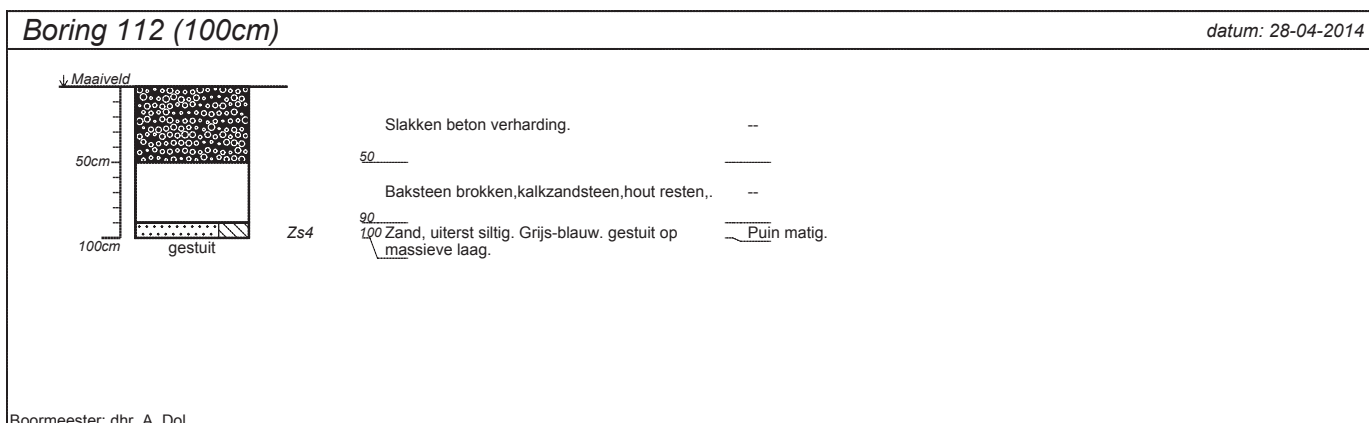 Boring 112 (100cm)
datum: 28-04-2014
Maaiveld
Slakken beton verharding.
--
50cm
50
Baksteen brokken,kalkzandsteen,hout resten,.
--
90
Zs4
100
Zand, uiterst siltig. Grijs-blauw. gestuit op
massieve laag.
Puin matig.
100cm
gestuit
Boormeester: dhr. A. Dol